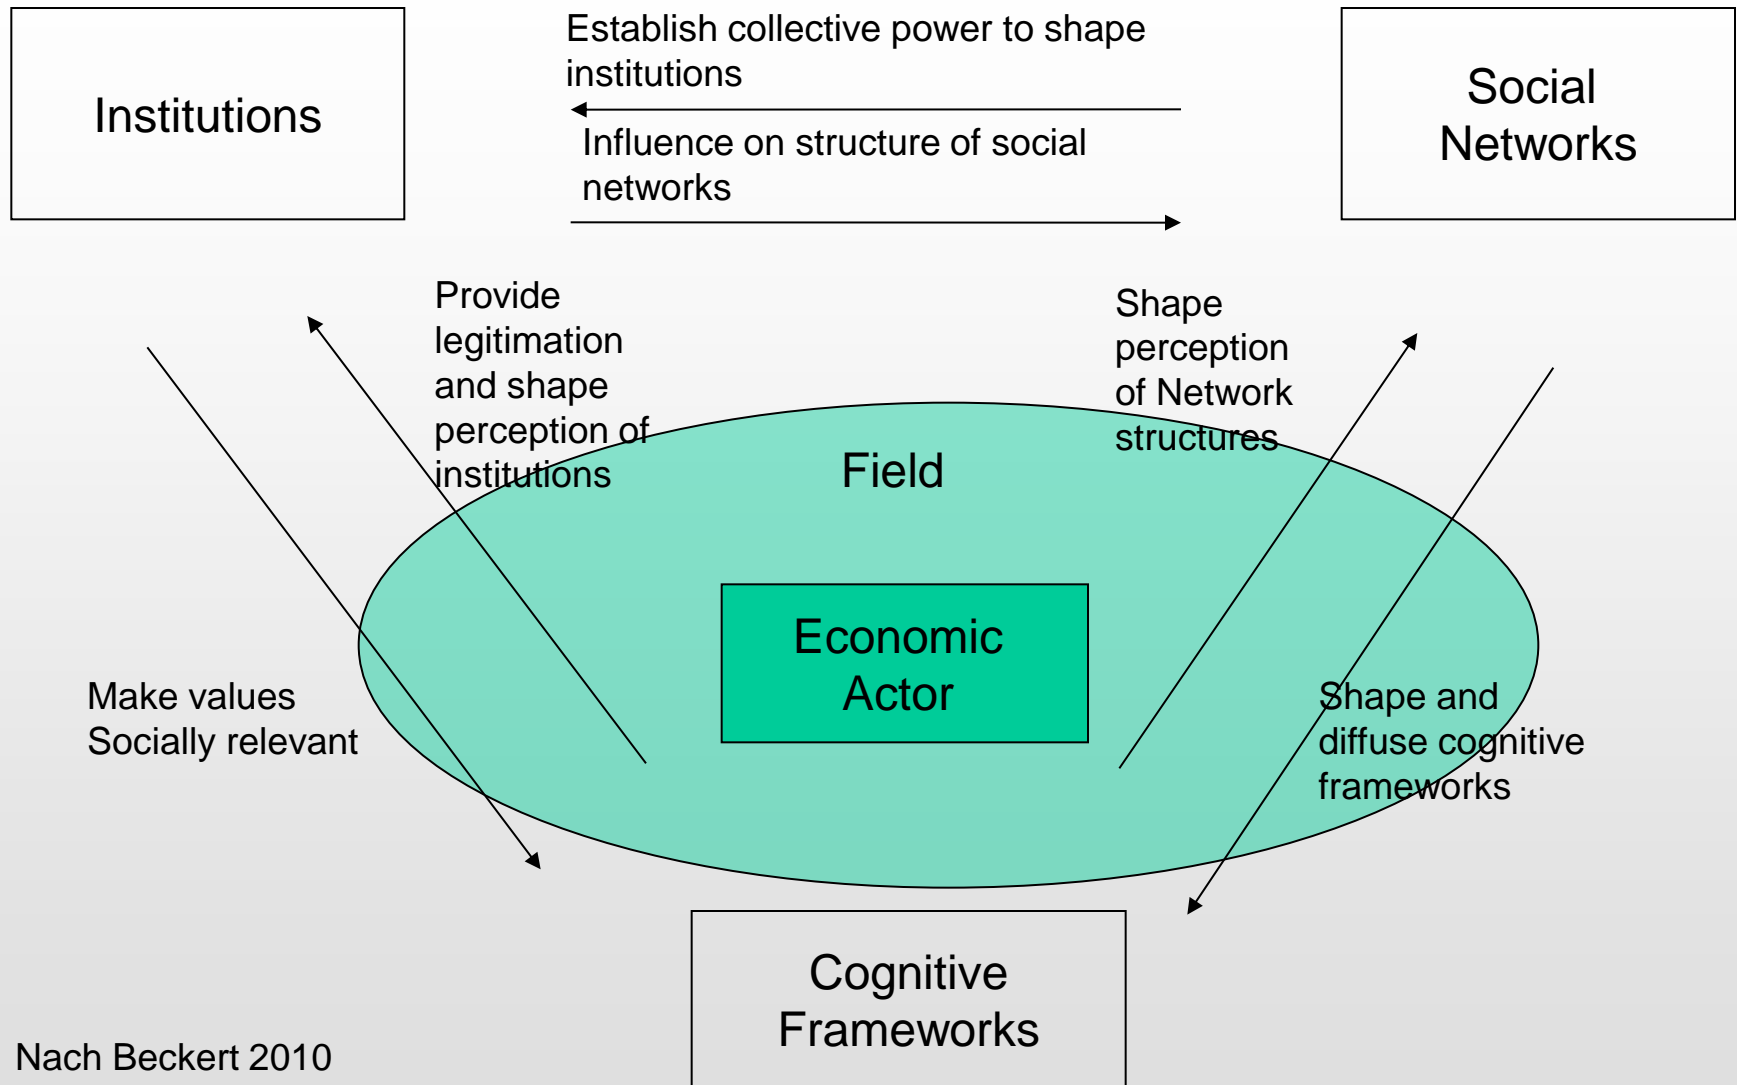 Institutions
Establish collective power to shape
institutions
Influence on structure of social
networks
Social
Networks
Provide
legitimation
and shape
perception of
institutions
Shape
perception
of Network
structures
Field
Economic
Actor
Make values
Socially relevant
Shape and
diffuse cognitive
frameworks
Cognitive
Frameworks
Nach Beckert 2010